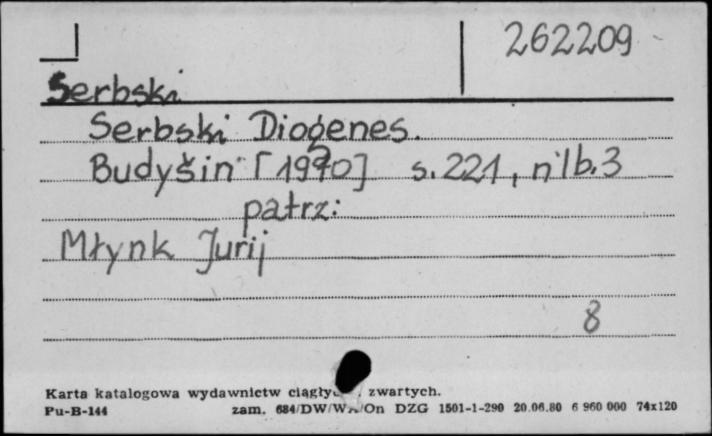 262209
Serbski
Serbski Diogenes.
Budyšin [1990] s. 221, nlb. 3
patrz:
Młynk Jurij
8
Karta katalogowa wydawnictw zwartych.
Pu-B-144 zam. 684/DW/ /On DZG 1501-1-290 20.06.80 6 960 000 74x120